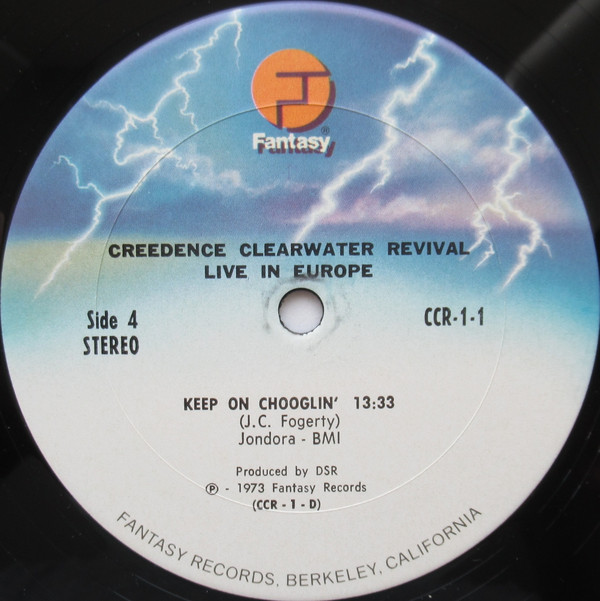 Fantasy®
CREEDENCE CLEARWATER REVIVAL
LIVE IN EUROPE
Side 4
STEREO
CCR-1-1
KEEP ON CHOOGLIN' 13:33
(J.C. Fogerty)
Jondora - BMI
Produced by DSR
℗ - 1973 Fantasy Records
(CCR - 1 - D)
FANTASY RECORDS, BERKELEY, CALIFORNIA